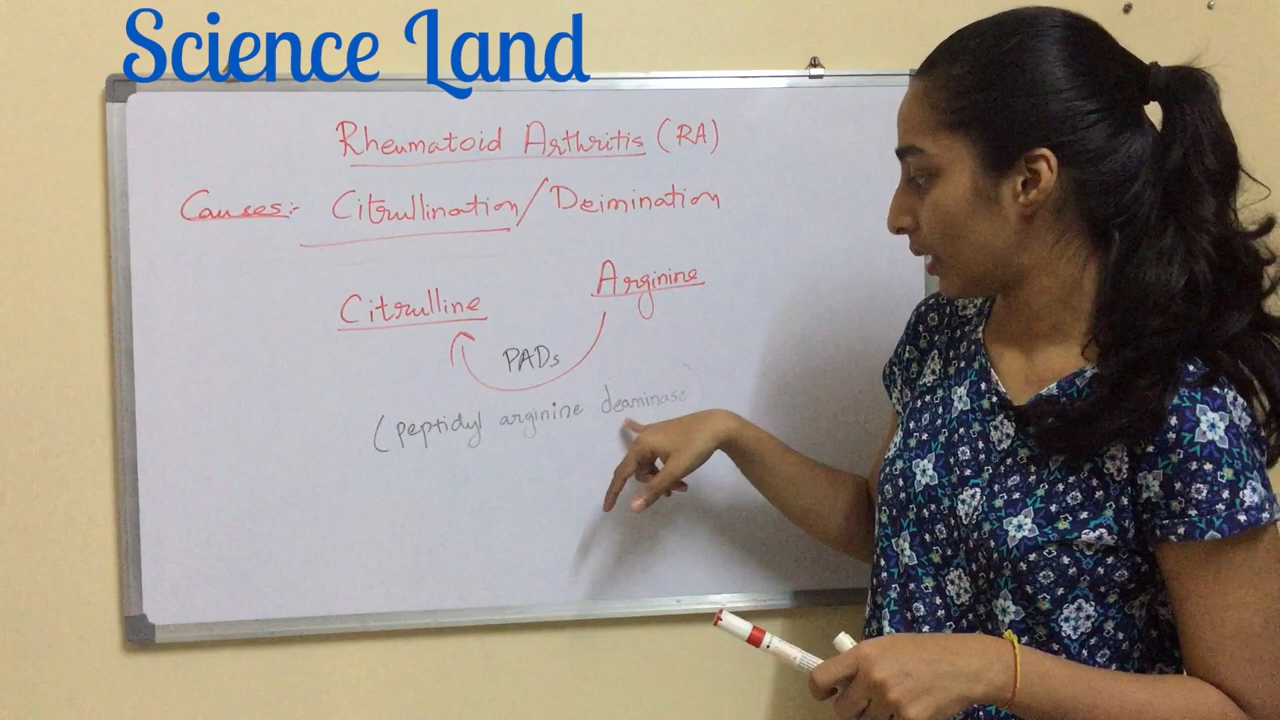 Science Land
Rheumatoid Arthritis (RA)
Causes:- Citrullination/Deimination
Arginine
Citrulline
PADs
(peptidyl arginine deaminase)